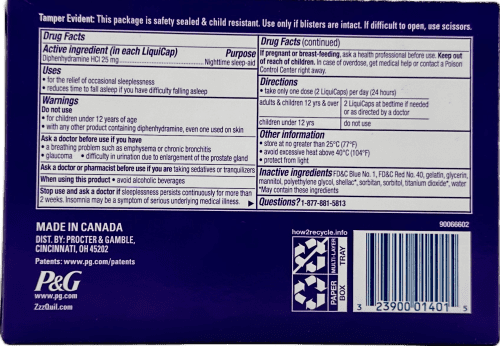 Tamper Evident: This package is safety sealed & child resistant. Use only if blisters are intact. If difficult to open, use scissors.
Drug Facts
Active ingredient (in each LiquiCap) Purpose
Diphenhydramine HCl 25 mg ........ Nighttime sleep-aid
Uses
• for the relief of occasional sleeplessness
• reduces time to fall asleep if you have difficulty falling asleep
Warnings
Do not use
• for children under 12 years of age
• with any other product containing diphenhydramine, even one used on skin
Ask a doctor before use if you have
• a breathing problem such as emphysema or chronic bronchitis
• glaucoma • difficulty in urination due to enlargement of the prostate gland
Ask a doctor or pharmacist before use if you are taking sedatives or tranquilizers
When using this product • avoid alcoholic beverages
Stop use and ask a doctor if sleeplessness persists continuously for more than
2 weeks. Insomnia may be a symptom of serious underlying medical illness.
Drug Facts (continued)
If pregnant or breast-feeding, ask a health professional before use. Keep out
of reach of children. In case of overdose, get medical help or contact a Poison
Control Center right away.
Directions
• take only one dose (2 LiquiCaps) per day (24 hours)
adults & children 12 yrs & over 2 LiquiCaps at bedtime if needed
or as directed by a doctor
children under 12 yrs do not use
Other information
• store at no greater than 25°C (77°F)
• avoid excessive heat above 40°C (104°F)
• protect from light
Inactive ingredients FD&C Blue No. 1, FD&C Red No. 40, gelatin, glycerin,
mannitol, polyethylene glycol, shellac*, sorbitan, sorbitol, titanium dioxide*, water
*May contain these ingredients
Questions? 1-877-881-5813
MADE IN CANADA
DIST. BY: PROCTER & GAMBLE,
CINCINNATI, OH 45202
Patents: www.pg.com/patents
P&G
www.pg.com
ZzzQuil.com
90066602
how2recycle.info
PAPER
BOX
MULTI-LAYER
TRAY
3 23900 01401 5